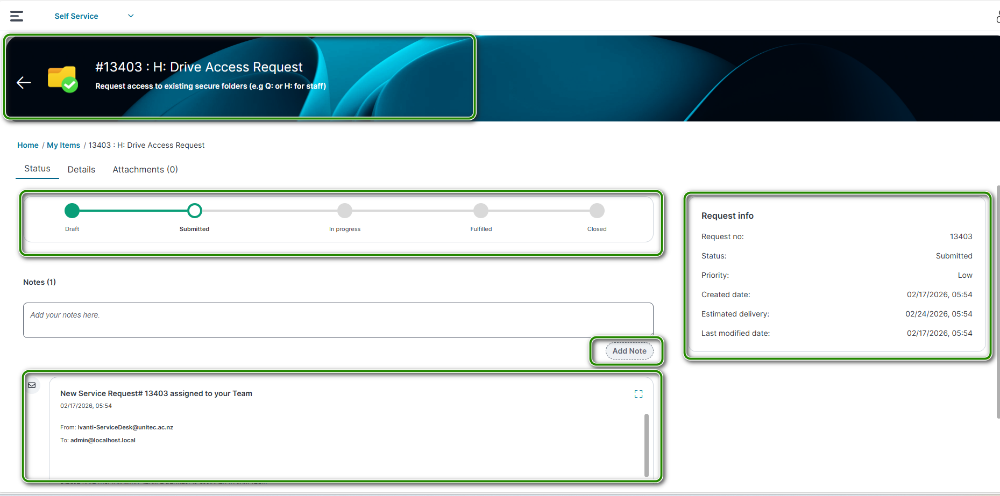 Self Service
#13403 : H: Drive Access Request
Request access to existing secure folders (e.g Q: or H: for staff)
Home / My Items / 13403 : H: Drive Access Request
Status Details Attachments (0)
Draft Submitted In progress Fulfilled Closed
Notes (1)
Add your notes here.
Add Note
New Service Request# 13403 assigned to your Team
02/17/2026, 05:54
From: Ivanti-ServiceDesk@unitec.ac.nz
To: admin@localhost.local
Request info
Request no: 13403
Status: Submitted
Priority: Low
Created date: 02/17/2026, 05:54
Estimated delivery: 02/24/2026, 05:54
Last modified date: 02/17/2026, 05:54